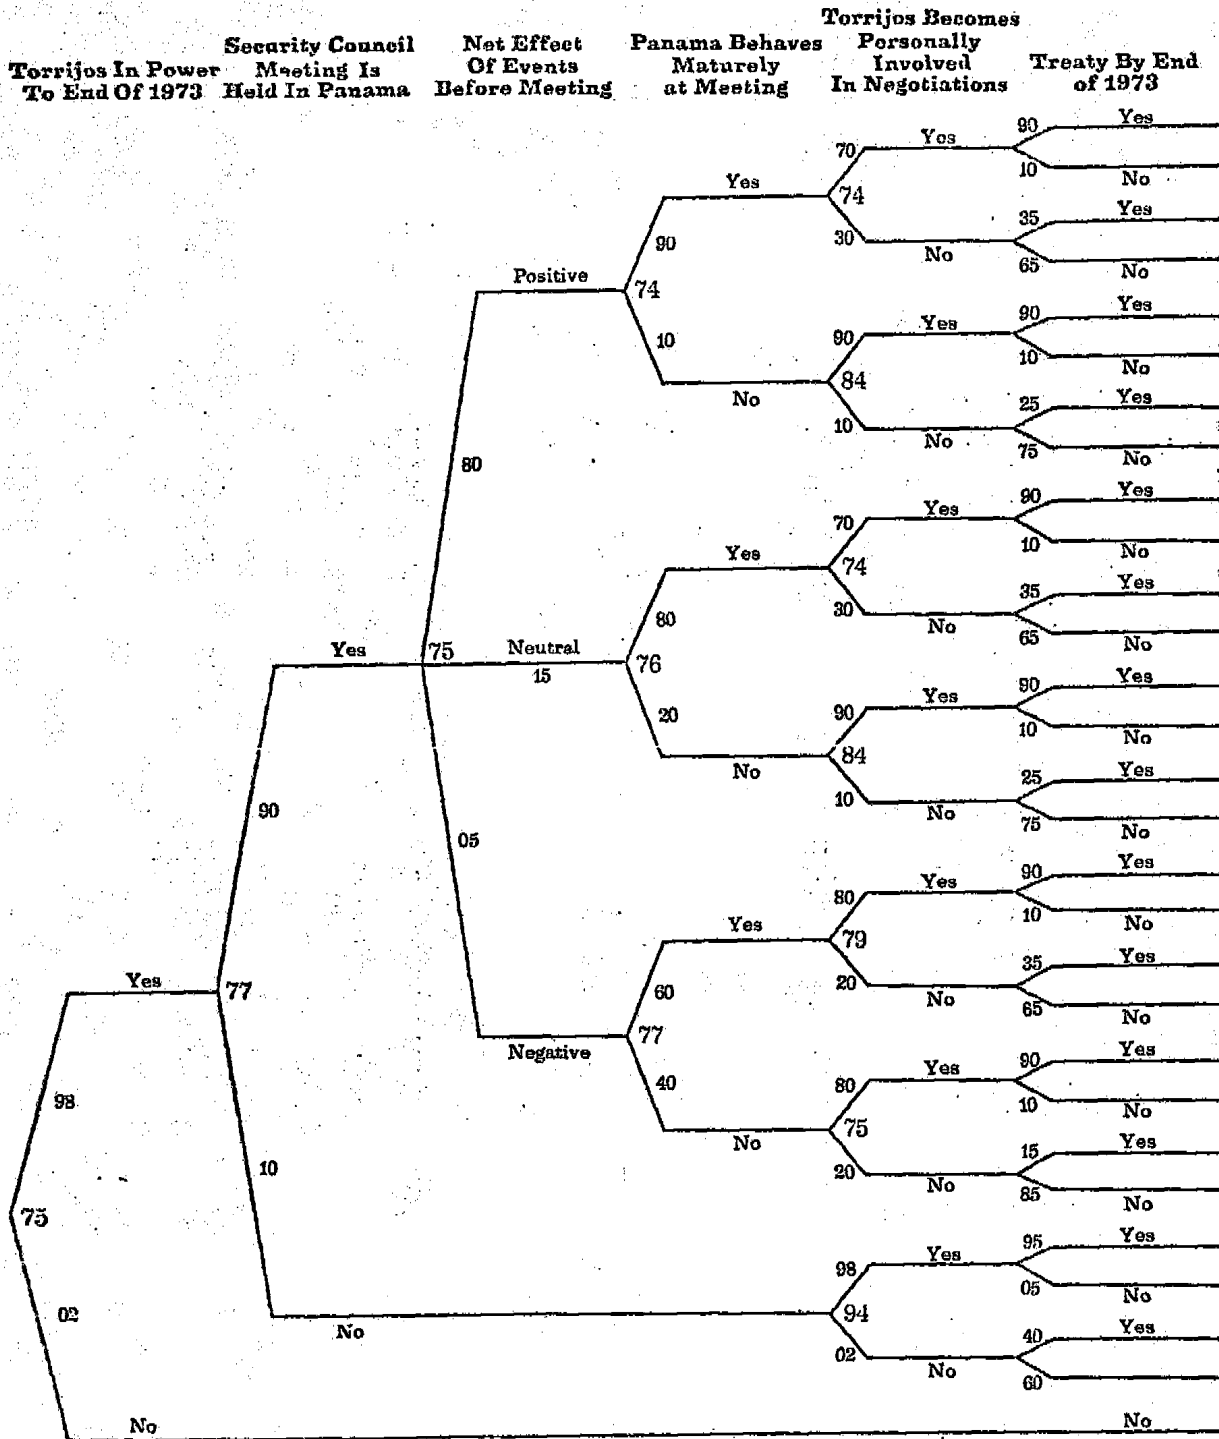 Torrijos In Power
To End Of 1973
Security Council
Meeting Is
Held In Panama
Net Effect
Of Events
Before Meeting
Panama Behaves
Maturely
at Meeting
Torrijos Becomes
Personally
Involved
In Negotiations
Treaty By End
of 1973
90 Yes
70 Yes
10 No
Yes 74
35 Yes
90 30 No
65 No
Positive 74
90 Yes
90 Yes
10 10 No
84
No 25 Yes
10 No
75 No
80
90 Yes
70 Yes
10 No
Yes 74
35 Yes
80 30 No
65 No
Yes 75 Neutral 76
15
90 Yes
20 90 Yes
10 No
No 84
25 Yes
90 10 No
75 No
05
90 Yes
80 Yes
10 No
Yes 79
35 Yes
Yes 77 60 20 No
65 No
Negative 77
90 Yes
98 40 80 Yes
10 No
No 75
15 Yes
10 20 No
85 No
75
95 Yes
98 Yes
05 No
02 No 94
40 Yes
02 No
60
No No